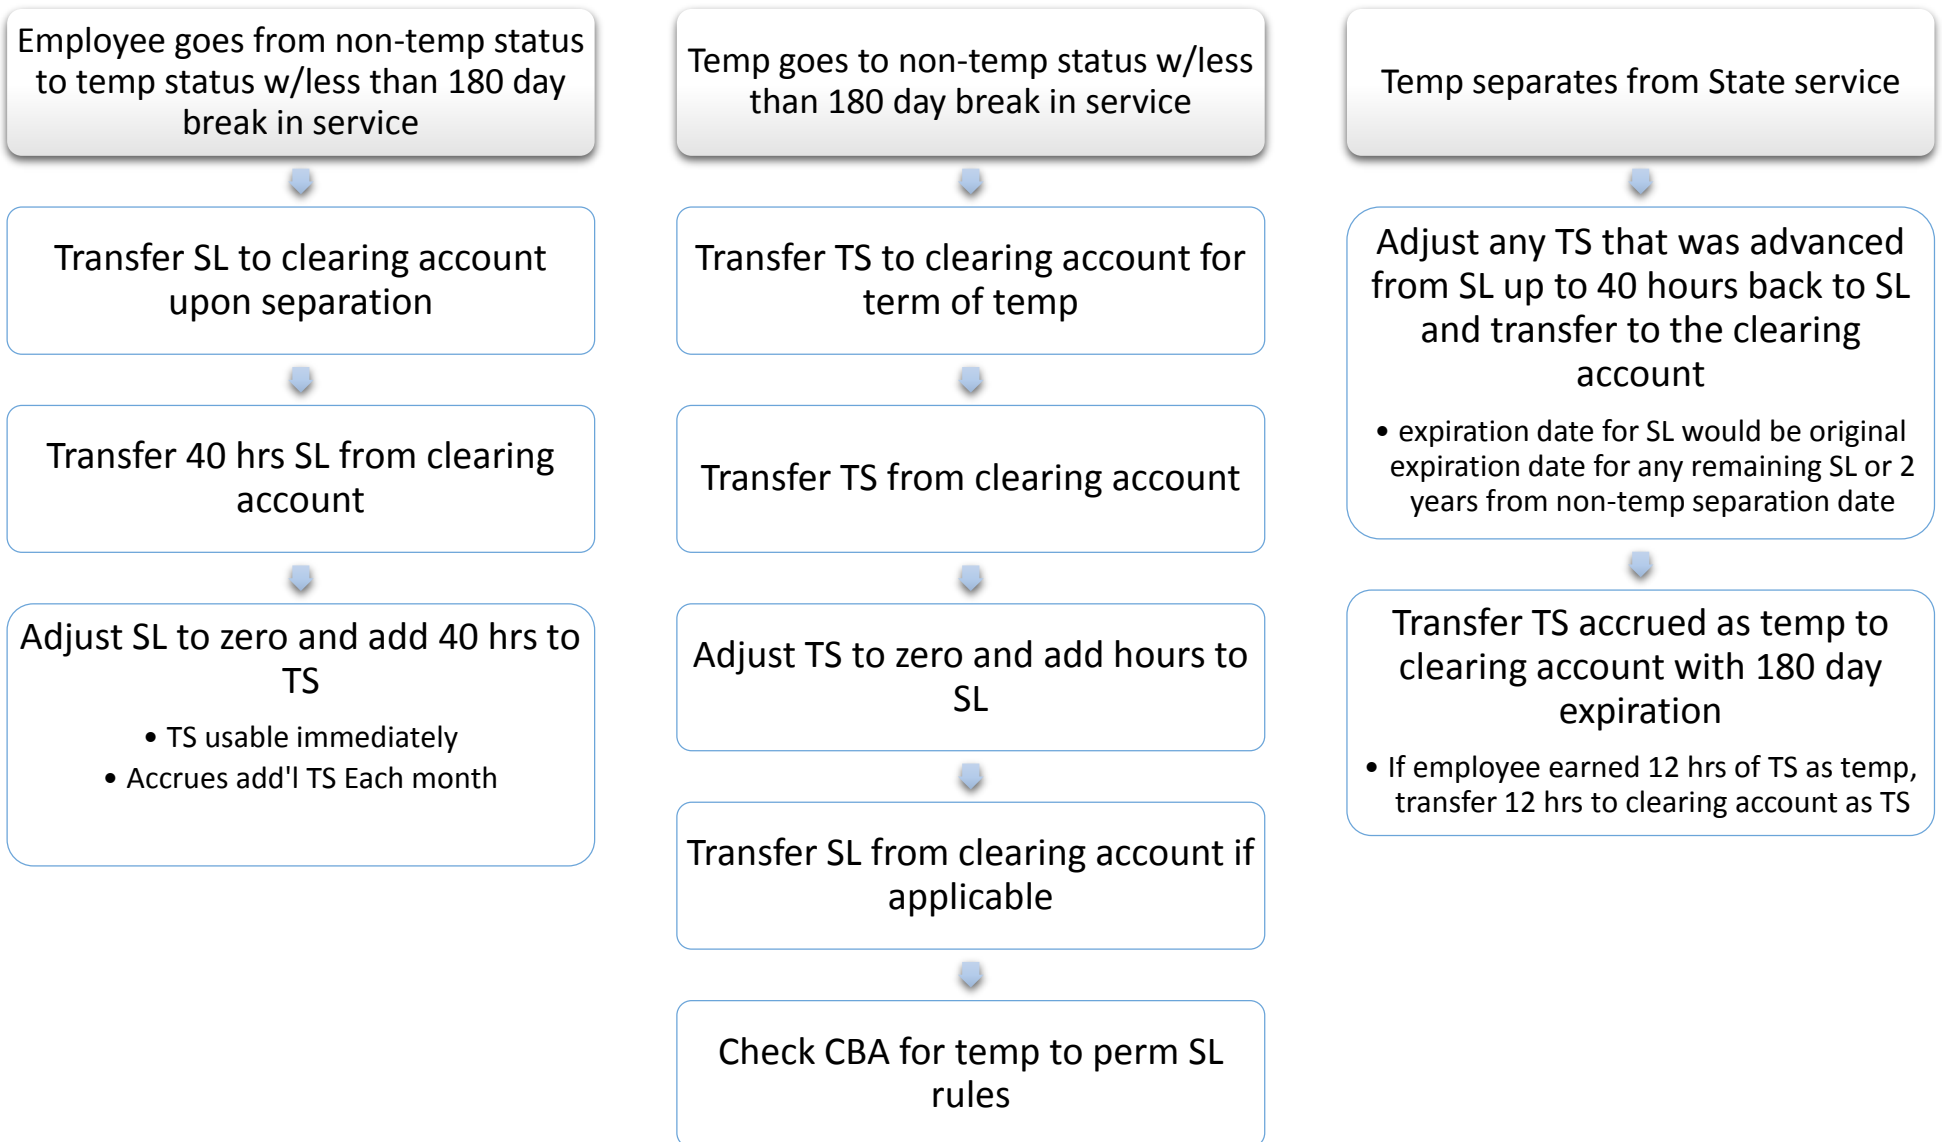 Employee goes from non-temp status
to temp status w/less than 180 day
break in service
Transfer SL to clearing account
upon separation
Transfer 40 hrs SL from clearing
account
Adjust SL to zero and add 40 hrs to
TS
• TS usable immediately
• Accrues add'l TS Each month
Temp goes to non-temp status w/less
than 180 day break in service
Transfer TS to clearing account for
term of temp
Transfer TS from clearing account
Adjust TS to zero and add hours to
SL
Transfer SL from clearing account if
applicable
Check CBA for temp to perm SL
rules
Temp separates from State service
Adjust any TS that was advanced
from SL up to 40 hours back to SL
and transfer to the clearing
account
• expiration date for SL would be original
expiration date for any remaining SL or 2
years from non-temp separation date
Transfer TS accrued as temp to
clearing account with 180 day
expiration
• If employee earned 12 hrs of TS as temp,
transfer 12 hrs to clearing account as TS